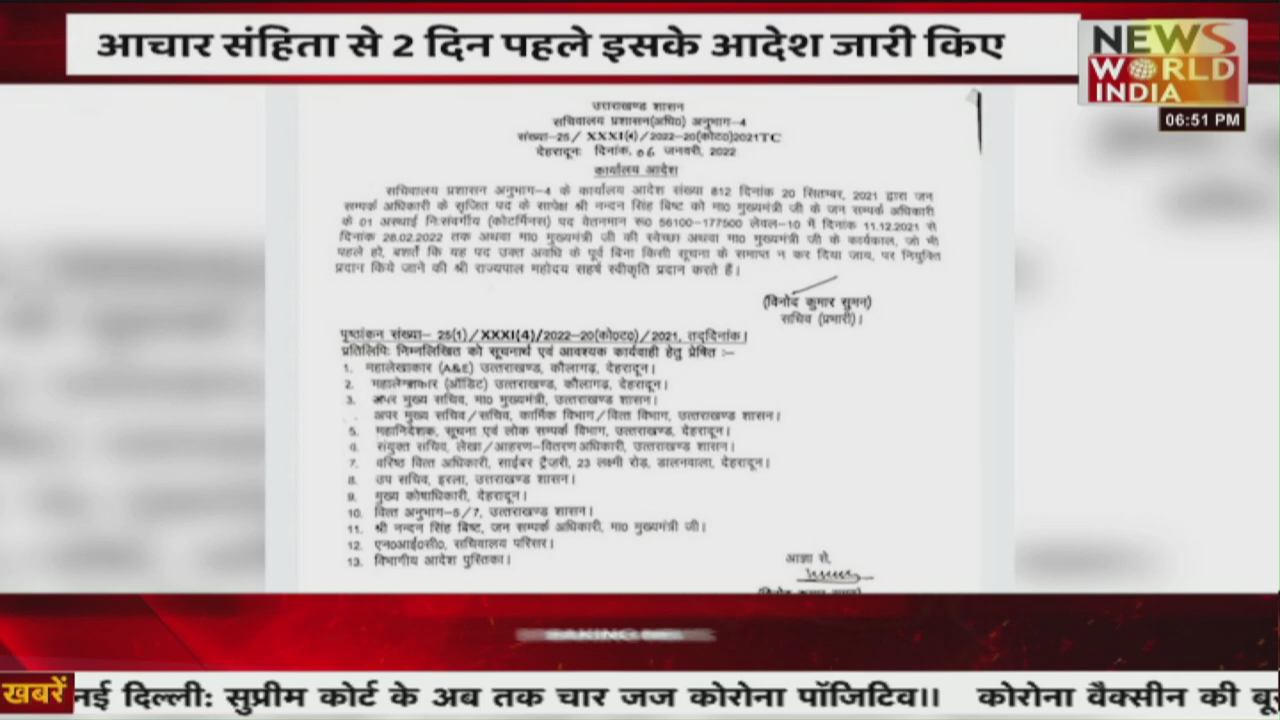 आचार संहिता से 2 दिन पहले इसके आदेश जारी किए
NEWS
WORLD
INDIA
06:51 PM
उत्तराखण्ड शासन
सचिवालय प्रशासन(अधि0) अनुभाग-4
संख्या-25/ XXXI(4)/2022-20(को0ट0)2021TC
देहरादून: दिनांक, 06 जनवरी, 2022
कार्यालय आदेश
सचिवालय प्रशासन अनुभाग-4 के कार्यालय आदेश संख्या 812 दिनांक 20 सितम्बर, 2021 द्वारा जन
सम्पर्क अधिकारी के सृजित पद के सापेक्ष श्री नन्दन सिंह बिष्ट को मा0 मुख्यमंत्री जी के जन सम्पर्क अधिकारी
के 01 अस्थाई निःसंवर्गीय (कोटर्मिनस) पद वेतनमान रू0 56100-177500 लेवल-10 में दिनांक 11.12.2021 से
दिनांक 28.02.2022 तक अथवा मा0 मुख्यमंत्री जी की स्वेच्छा अथवा मा0 मुख्यमंत्री जी के कार्यकाल, जो भी
पहले हो, बशर्ते कि यह पद उक्त अवधि के पूर्व बिना किसी सूचना के समाप्त न कर दिया जाय, पर नियुक्ति
प्रदान किये जाने की श्री राज्यपाल महोदय सहर्ष स्वीकृति प्रदान करते हैं।
(विनोद कुमार सुमन)
सचिव (प्रभारी)।
पृष्ठांकन संख्या- 25(1)/XXXI(4)/2022-20(को0ट0)/2021, तद्दिनांक।
प्रतिलिपिः निम्नलिखित को सूचनार्थ एवं आवश्यक कार्यवाही हेतु प्रेषित :-
1. महालेखाकार (A&E) उत्तराखण्ड, कौलागढ़, देहरादून।
2. महालेखाकार (ऑडिट) उत्तराखण्ड, कौलागढ़, देहरादून।
3. अपर मुख्य सचिव, मा0 मुख्यमंत्री, उत्तराखण्ड शासन।
अपर मुख्य सचिव/सचिव, कार्मिक विभाग/वित्त विभाग, उत्तराखण्ड शासन।
5. महानिदेशक, सूचना एवं लोक सम्पर्क विभाग, उत्तराखण्ड, देहरादून।
6. संयुक्त सचिव, लेखा/आहरण-वितरण अधिकारी, उत्तराखण्ड शासन।
7. वरिष्ठ वित्त अधिकारी, साईबर ट्रैजरी, 23 लक्ष्मी रोड, डालनवाला, देहरादून।
8. उप सचिव, इरला, उत्तराखण्ड शासन।
9. मुख्य कोषाधिकारी, देहरादून।
10. वित्त अनुभाग-5/7, उत्तराखण्ड शासन।
11. श्री नन्दन सिंह बिष्ट, जन सम्पर्क अधिकारी, मा0 मुख्यमंत्री जी।
12. एन0आई0सी0, सचिवालय परिसर।
13. विभागीय आदेश पुस्तिका।
आज्ञा से,
(विनोद कुमार सुमन)
खबरें नई दिल्ली: सुप्रीम कोर्ट के अब तक चार जज कोरोना पॉजिटिव।। कोरोना वैक्सीन की